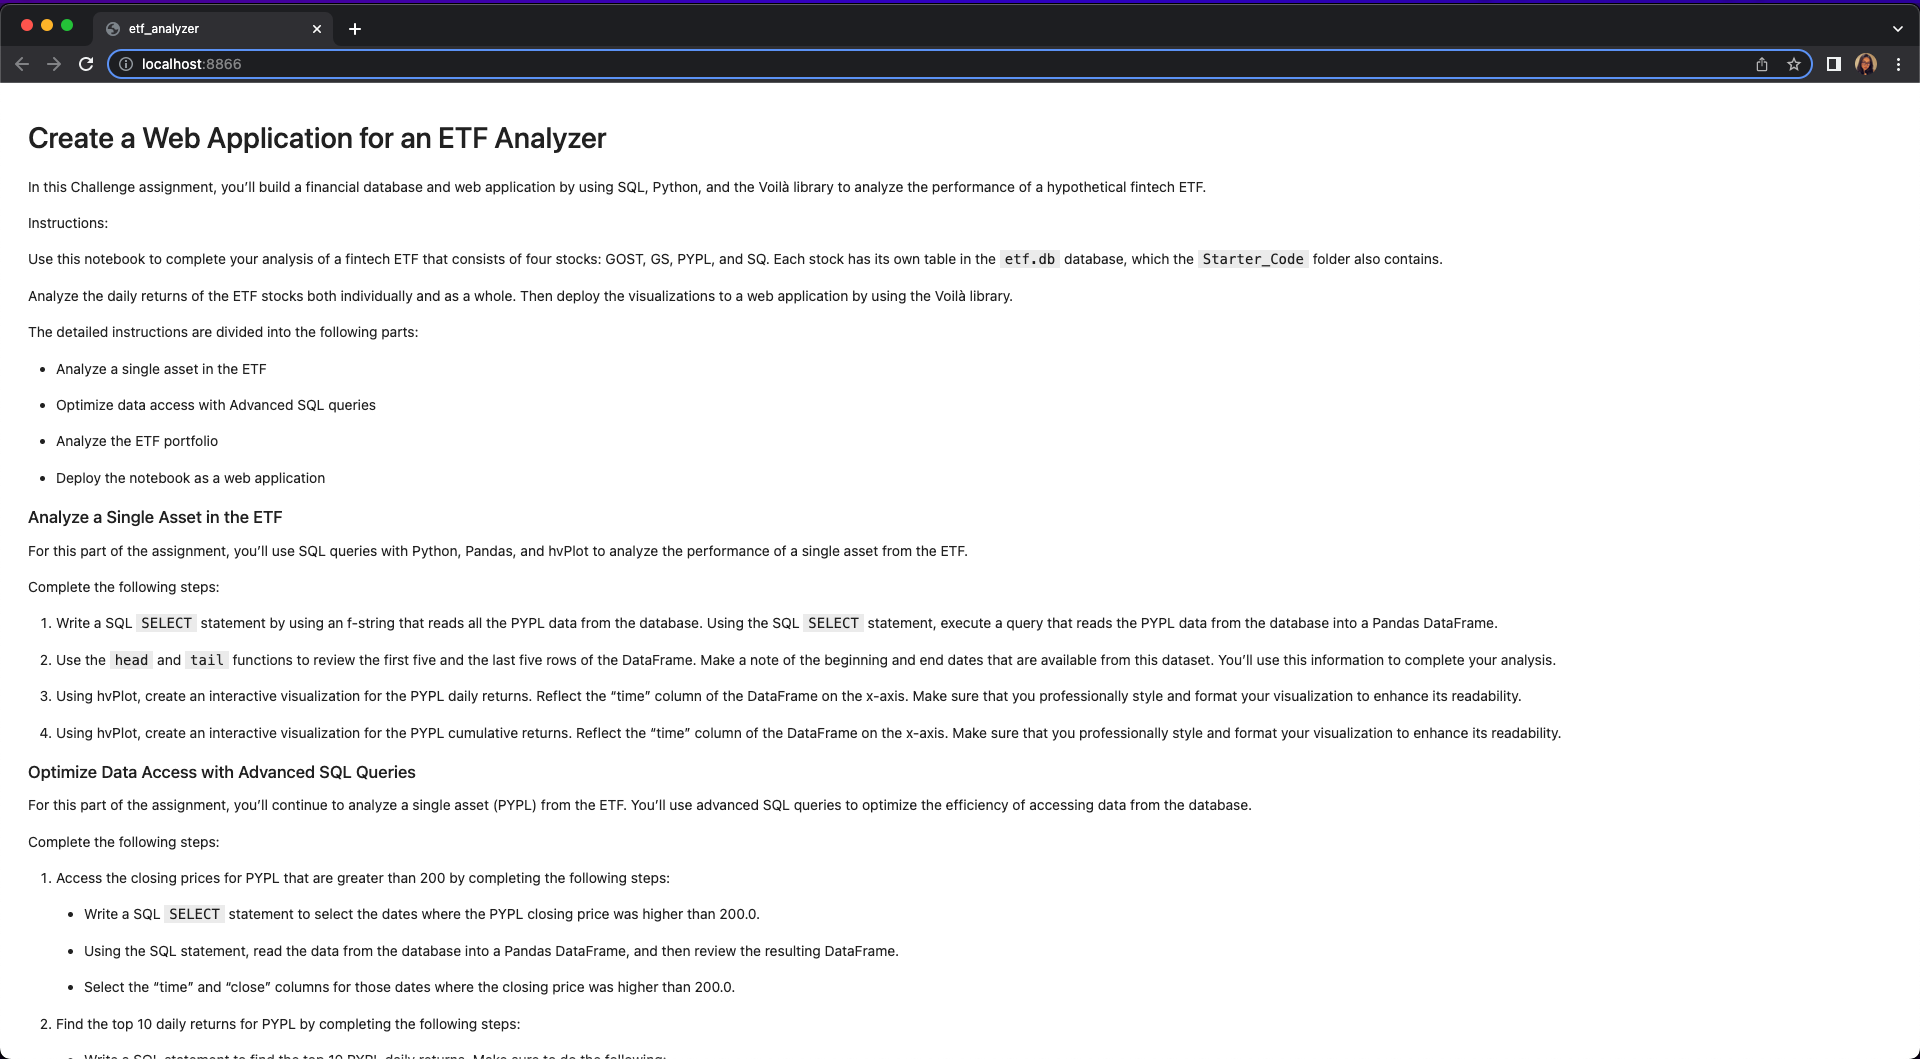 etf_analyzer
localhost:8866
Create a Web Application for an ETF Analyzer
In this Challenge assignment, you’ll build a financial database and web application by using SQL, Python, and the Voilà library to analyze the performance of a hypothetical fintech ETF.
Instructions:
Use this notebook to complete your analysis of a fintech ETF that consists of four stocks: GOST, GS, PYPL, and SQ. Each stock has its own table in the etf.db database, which the Starter_Code folder also contains.
Analyze the daily returns of the ETF stocks both individually and as a whole. Then deploy the visualizations to a web application by using the Voilà library.
The detailed instructions are divided into the following parts:
• Analyze a single asset in the ETF
• Optimize data access with Advanced SQL queries
• Analyze the ETF portfolio
• Deploy the notebook as a web application
Analyze a Single Asset in the ETF
For this part of the assignment, you’ll use SQL queries with Python, Pandas, and hvPlot to analyze the performance of a single asset from the ETF.
Complete the following steps:
1. Write a SQL SELECT statement by using an f-string that reads all the PYPL data from the database. Using the SQL SELECT statement, execute a query that reads the PYPL data from the database into a Pandas DataFrame.
2. Use the head and tail functions to review the first five and the last five rows of the DataFrame. Make a note of the beginning and end dates that are available from this dataset. You’ll use this information to complete your analysis.
3. Using hvPlot, create an interactive visualization for the PYPL daily returns. Reflect the “time” column of the DataFrame on the x-axis. Make sure that you professionally style and format your visualization to enhance its readability.
4. Using hvPlot, create an interactive visualization for the PYPL cumulative returns. Reflect the “time” column of the DataFrame on the x-axis. Make sure that you professionally style and format your visualization to enhance its readability.
Optimize Data Access with Advanced SQL Queries
For this part of the assignment, you’ll continue to analyze a single asset (PYPL) from the ETF. You’ll use advanced SQL queries to optimize the efficiency of accessing data from the database.
Complete the following steps:
1. Access the closing prices for PYPL that are greater than 200 by completing the following steps:
• Write a SQL SELECT statement to select the dates where the PYPL closing price was higher than 200.0.
• Using the SQL statement, read the data from the database into a Pandas DataFrame, and then review the resulting DataFrame.
• Select the “time” and “close” columns for those dates where the closing price was higher than 200.0.
2. Find the top 10 daily returns for PYPL by completing the following steps:
• Write a SQL statement to find the top 10 PYPL daily returns. Make sure to do the following: